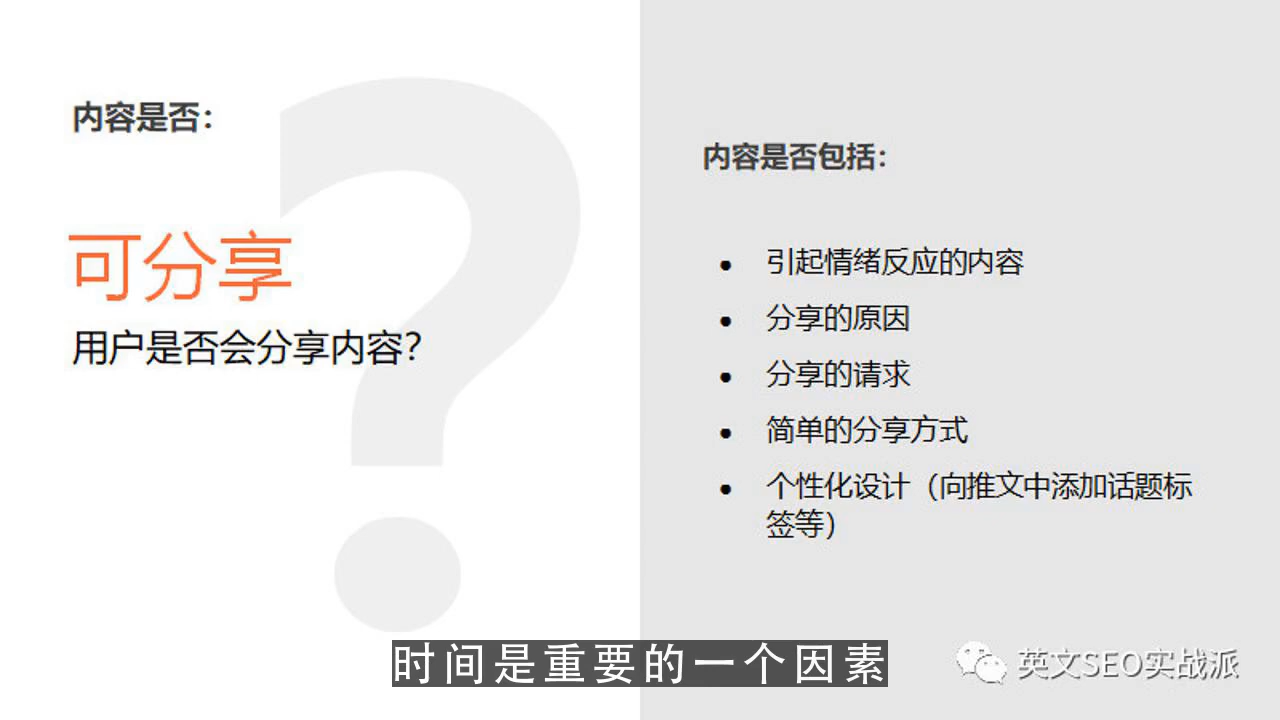 内容是否：
可分享
用户是否会分享内容？
内容是否包括：
● 引起情绪反应的内容
● 分享的原因
● 分享的请求
● 简单的分享方式
● 个性化设计（向推文中添加话题标
签等）
时间是重要的一个因素
英文SEO实战派